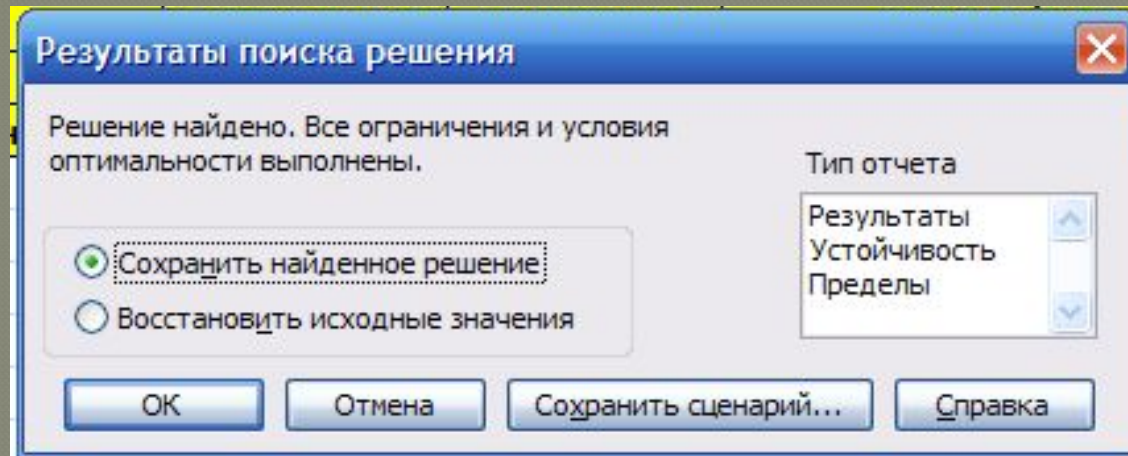 Результаты поиска решения
Решение найдено. Все ограничения и условия
оптимальности выполнены.
Тип отчета
Результаты
Устойчивость
Пределы
Сохранить найденное решение
Восстановить исходные значения
ОК
Отмена
Сохранить сценарий...
Справка